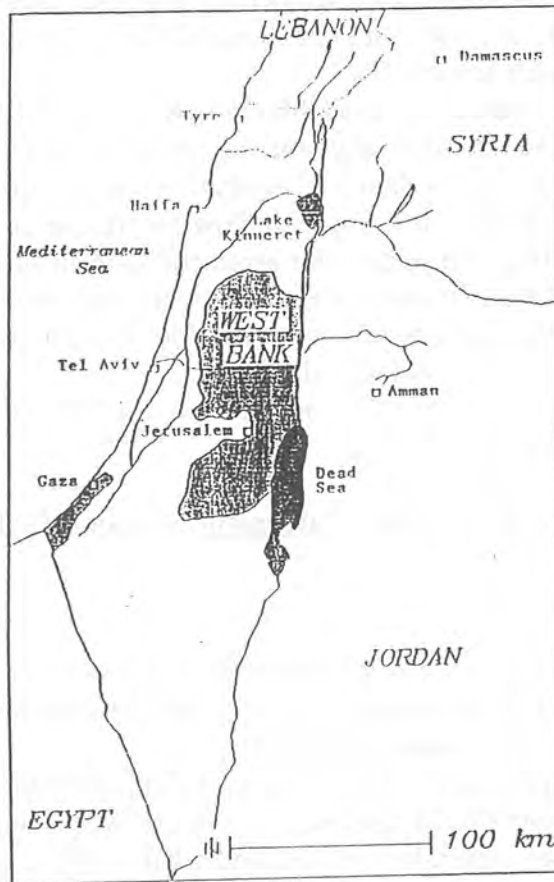 LEBANON
Damascus
Tyre
SYRIA
Haifa
Lake
Kinneret
Mediterranean
Sea
WEST
BANK
Tel Aviv
Amman
Jerusalem
Gaza
Dead
Sea
JORDAN
EGYPT
100 km